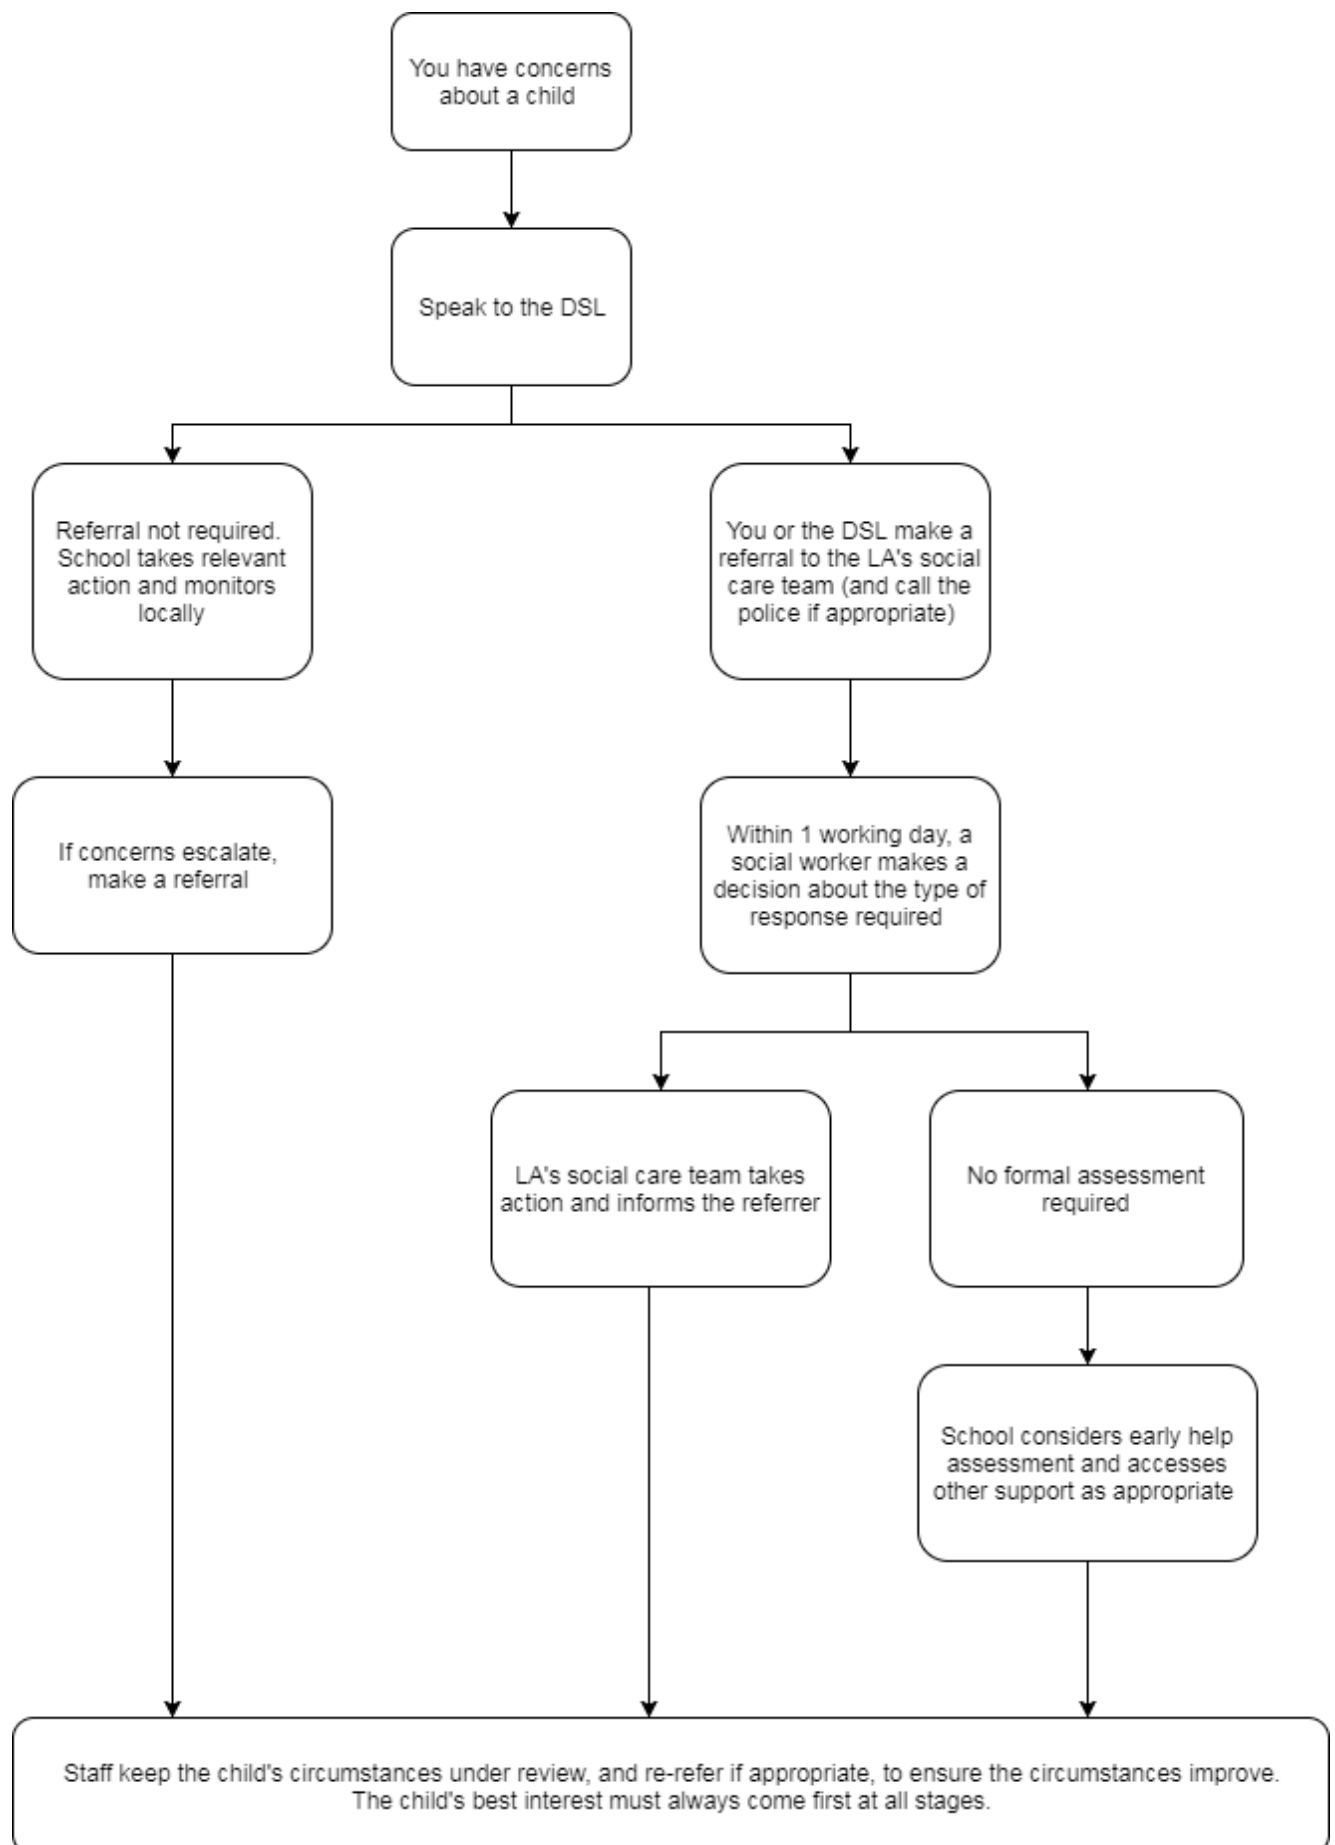 You have concerns
about a child
Speak to the DSL
Referral not required.
School takes relevant
action and monitors
locally
You or the DSL make a
referral to the LA's social
care team (and call the
police if appropriate)
If concerns escalate,
make a referral
Within 1 working day, a
social worker makes a
decision about the type of
response required
LA's social care team takes
action and informs the referrer
No formal assessment
required
School considers early help
assessment and accesses
other support as appropriate
Staff keep the child's circumstances under review, and re-refer if appropriate, to ensure the circumstances improve.
The child's best interest must always come first at all stages.